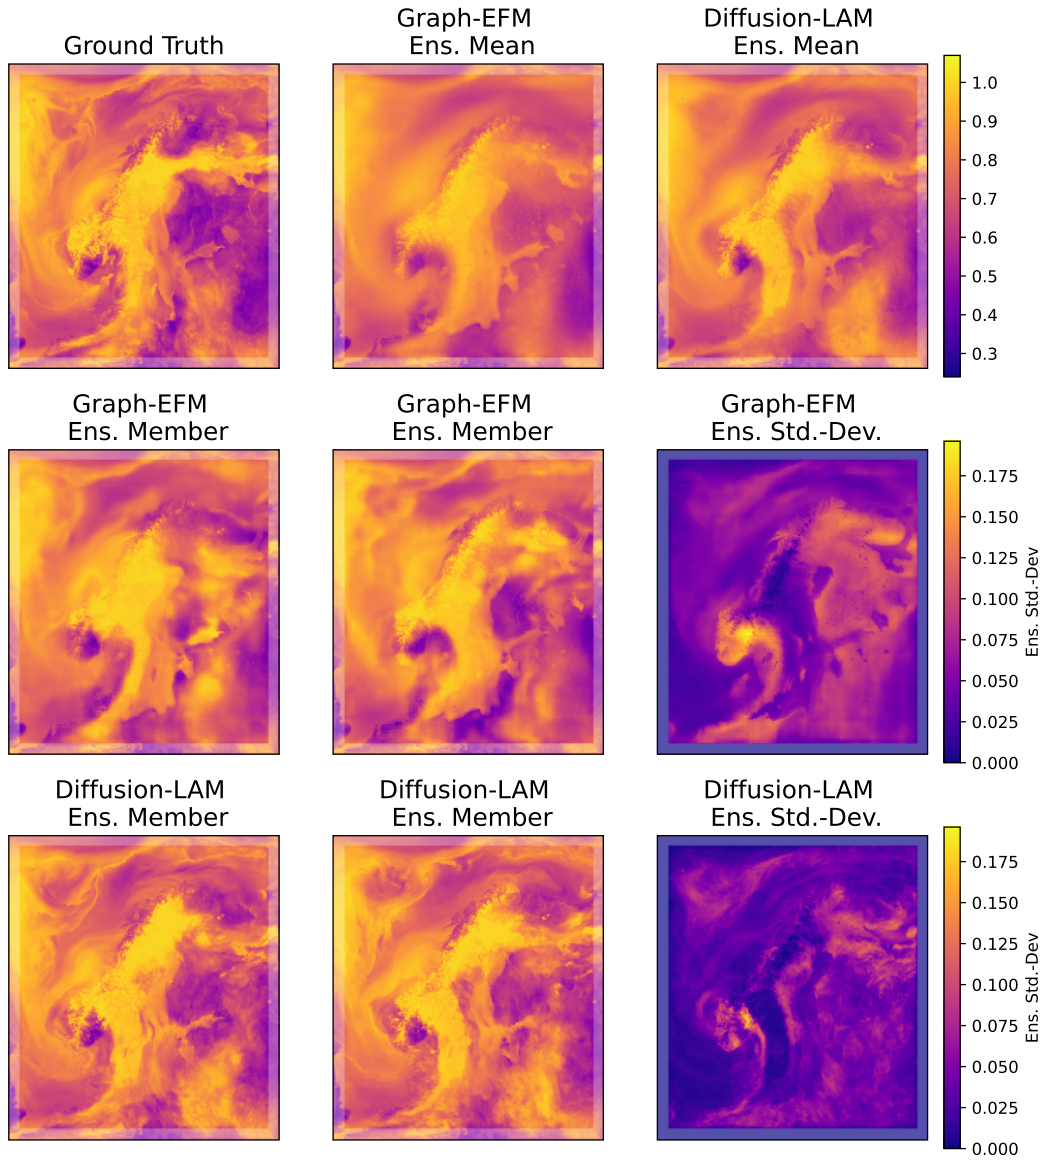 Ground Truth
Graph-EFM
Ens. Mean
Diffusion-LAM
Ens. Mean
1.0
0.9
0.8
0.7
0.6
0.5
0.4
0.3
Graph-EFM
Ens. Member
Graph-EFM
Ens. Member
Graph-EFM
Ens. Std.-Dev.
0.175
0.150
0.125
0.100
0.075
0.050
0.025
0.000
Ens. Std.-Dev
Diffusion-LAM
Ens. Member
Diffusion-LAM
Ens. Member
Diffusion-LAM
Ens. Std.-Dev.
0.175
0.150
0.125
0.100
0.075
0.050
0.025
0.000
Ens. Std.-Dev